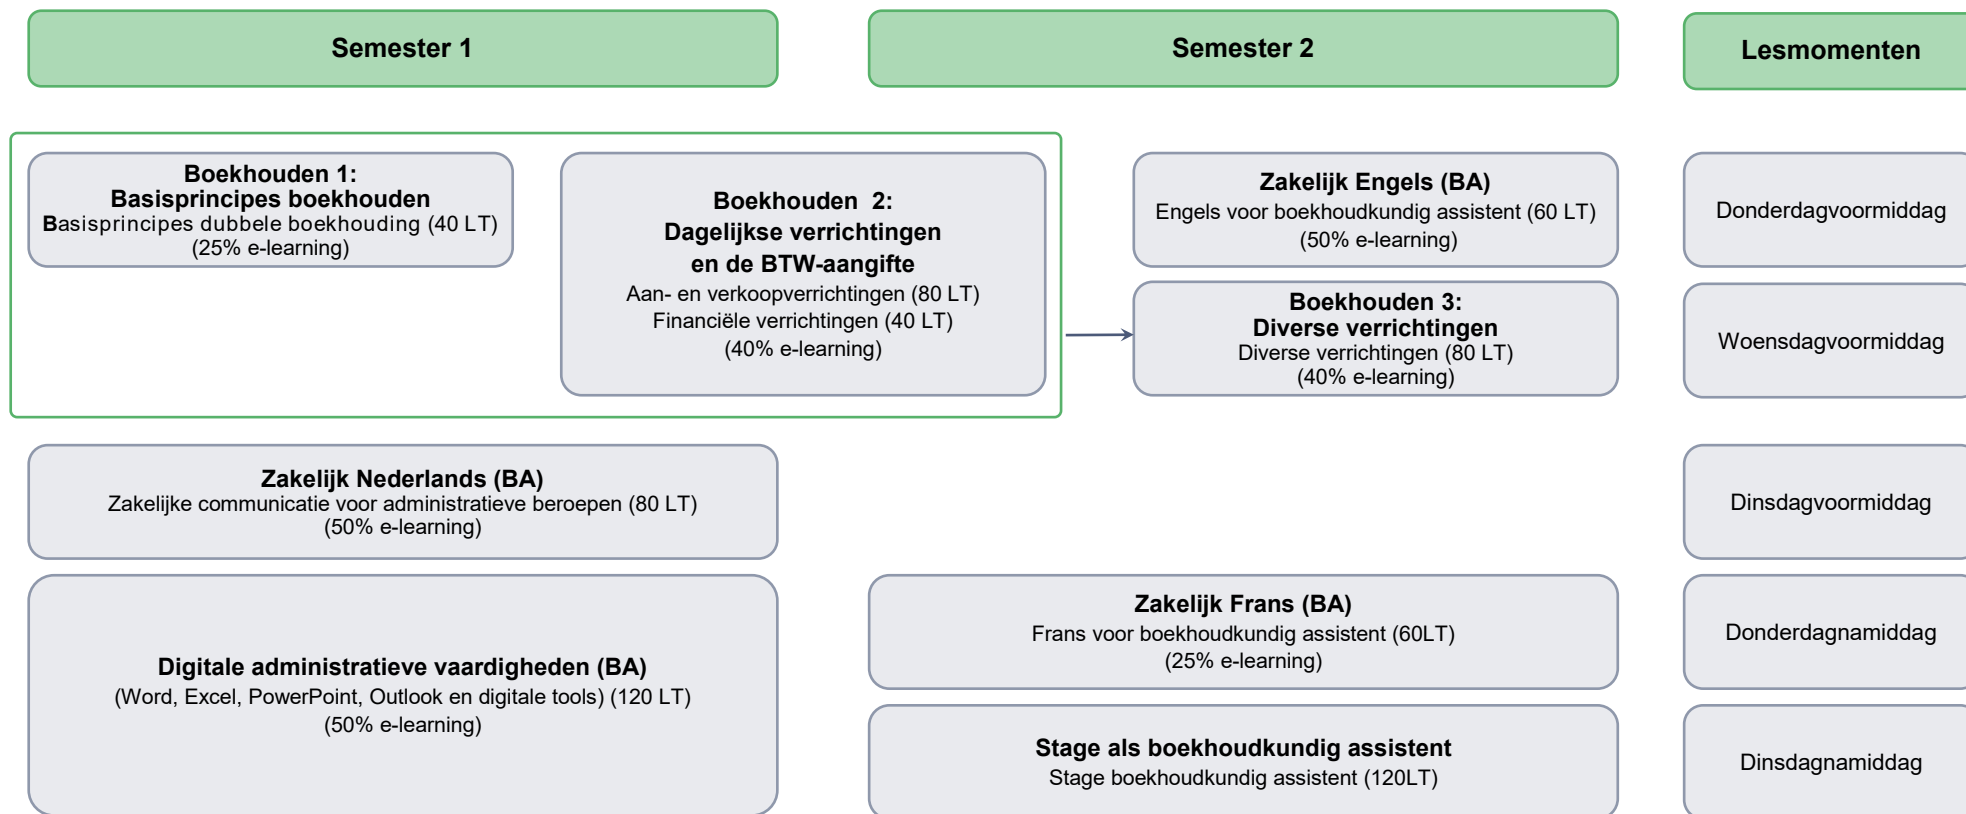 Semester 1
Semester 2
Lesmomenten
Boekhouden 1:
Basisprincipes boekhouden
Basisprincipes dubbele boekhouding (40 LT)
(25% e-learning)
Boekhouden  2:
Dagelijkse verrichtingen
en de BTW-aangifte
Aan- en verkoopverrichtingen (80 LT)
Financiële verrichtingen (40 LT)
(40% e-learning)
Zakelijk Engels (BA)
Engels voor boekhoudkundig assistent (60 LT)
(50% e-learning)
Donderdagvoormiddag
Boekhouden 3:
Diverse verrichtingen
Diverse verrichtingen (80 LT)
(40% e-learning)
Woensdagvoormiddag
Zakelijk Nederlands (BA)
Zakelijke communicatie voor administratieve beroepen (80 LT)
(50% e-learning)
Dinsdagvoormiddag
Digitale administratieve vaardigheden (BA)
(Word, Excel, PowerPoint, Outlook en digitale tools) (120 LT)
(50% e-learning)
Zakelijk Frans (BA)
Frans voor boekhoudkundig assistent (60LT)
(25% e-learning)
Donderdagnamiddag
Stage als boekhoudkundig assistent
Stage boekhoudkundig assistent (120LT)
Dinsdagnamiddag